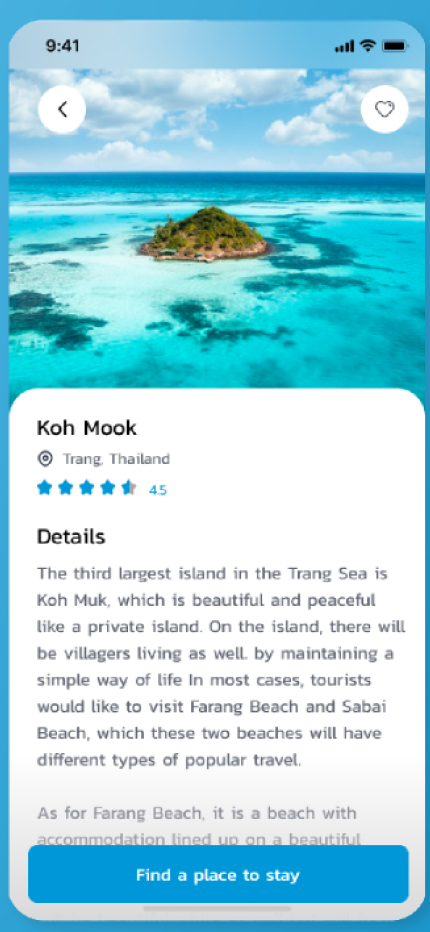 9:41
Koh Mook
Trang, Thailand
4.5
Details
The third largest island in the Trang Sea is
Koh Muk, which is beautiful and peaceful
like a private island. On the island, there will
be villagers living as well. by maintaining a
simple way of life In most cases, tourists
would like to visit Farang Beach and Sabai
Beach, which these two beaches will have
different types of popular travel.
As for Farang Beach, it is a beach with
accommodation lined up on a beautiful
Find a place to stay